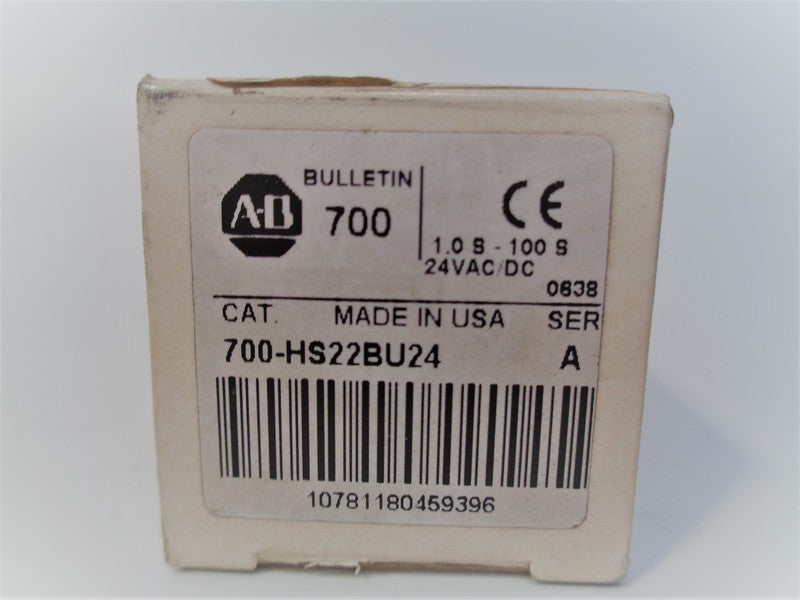 A-B
BULLETIN
700
CE
1.0 S - 100 S
24VAC/DC
0638
CAT. MADE IN USA SER
700-HS22BU24 A
10781180459396